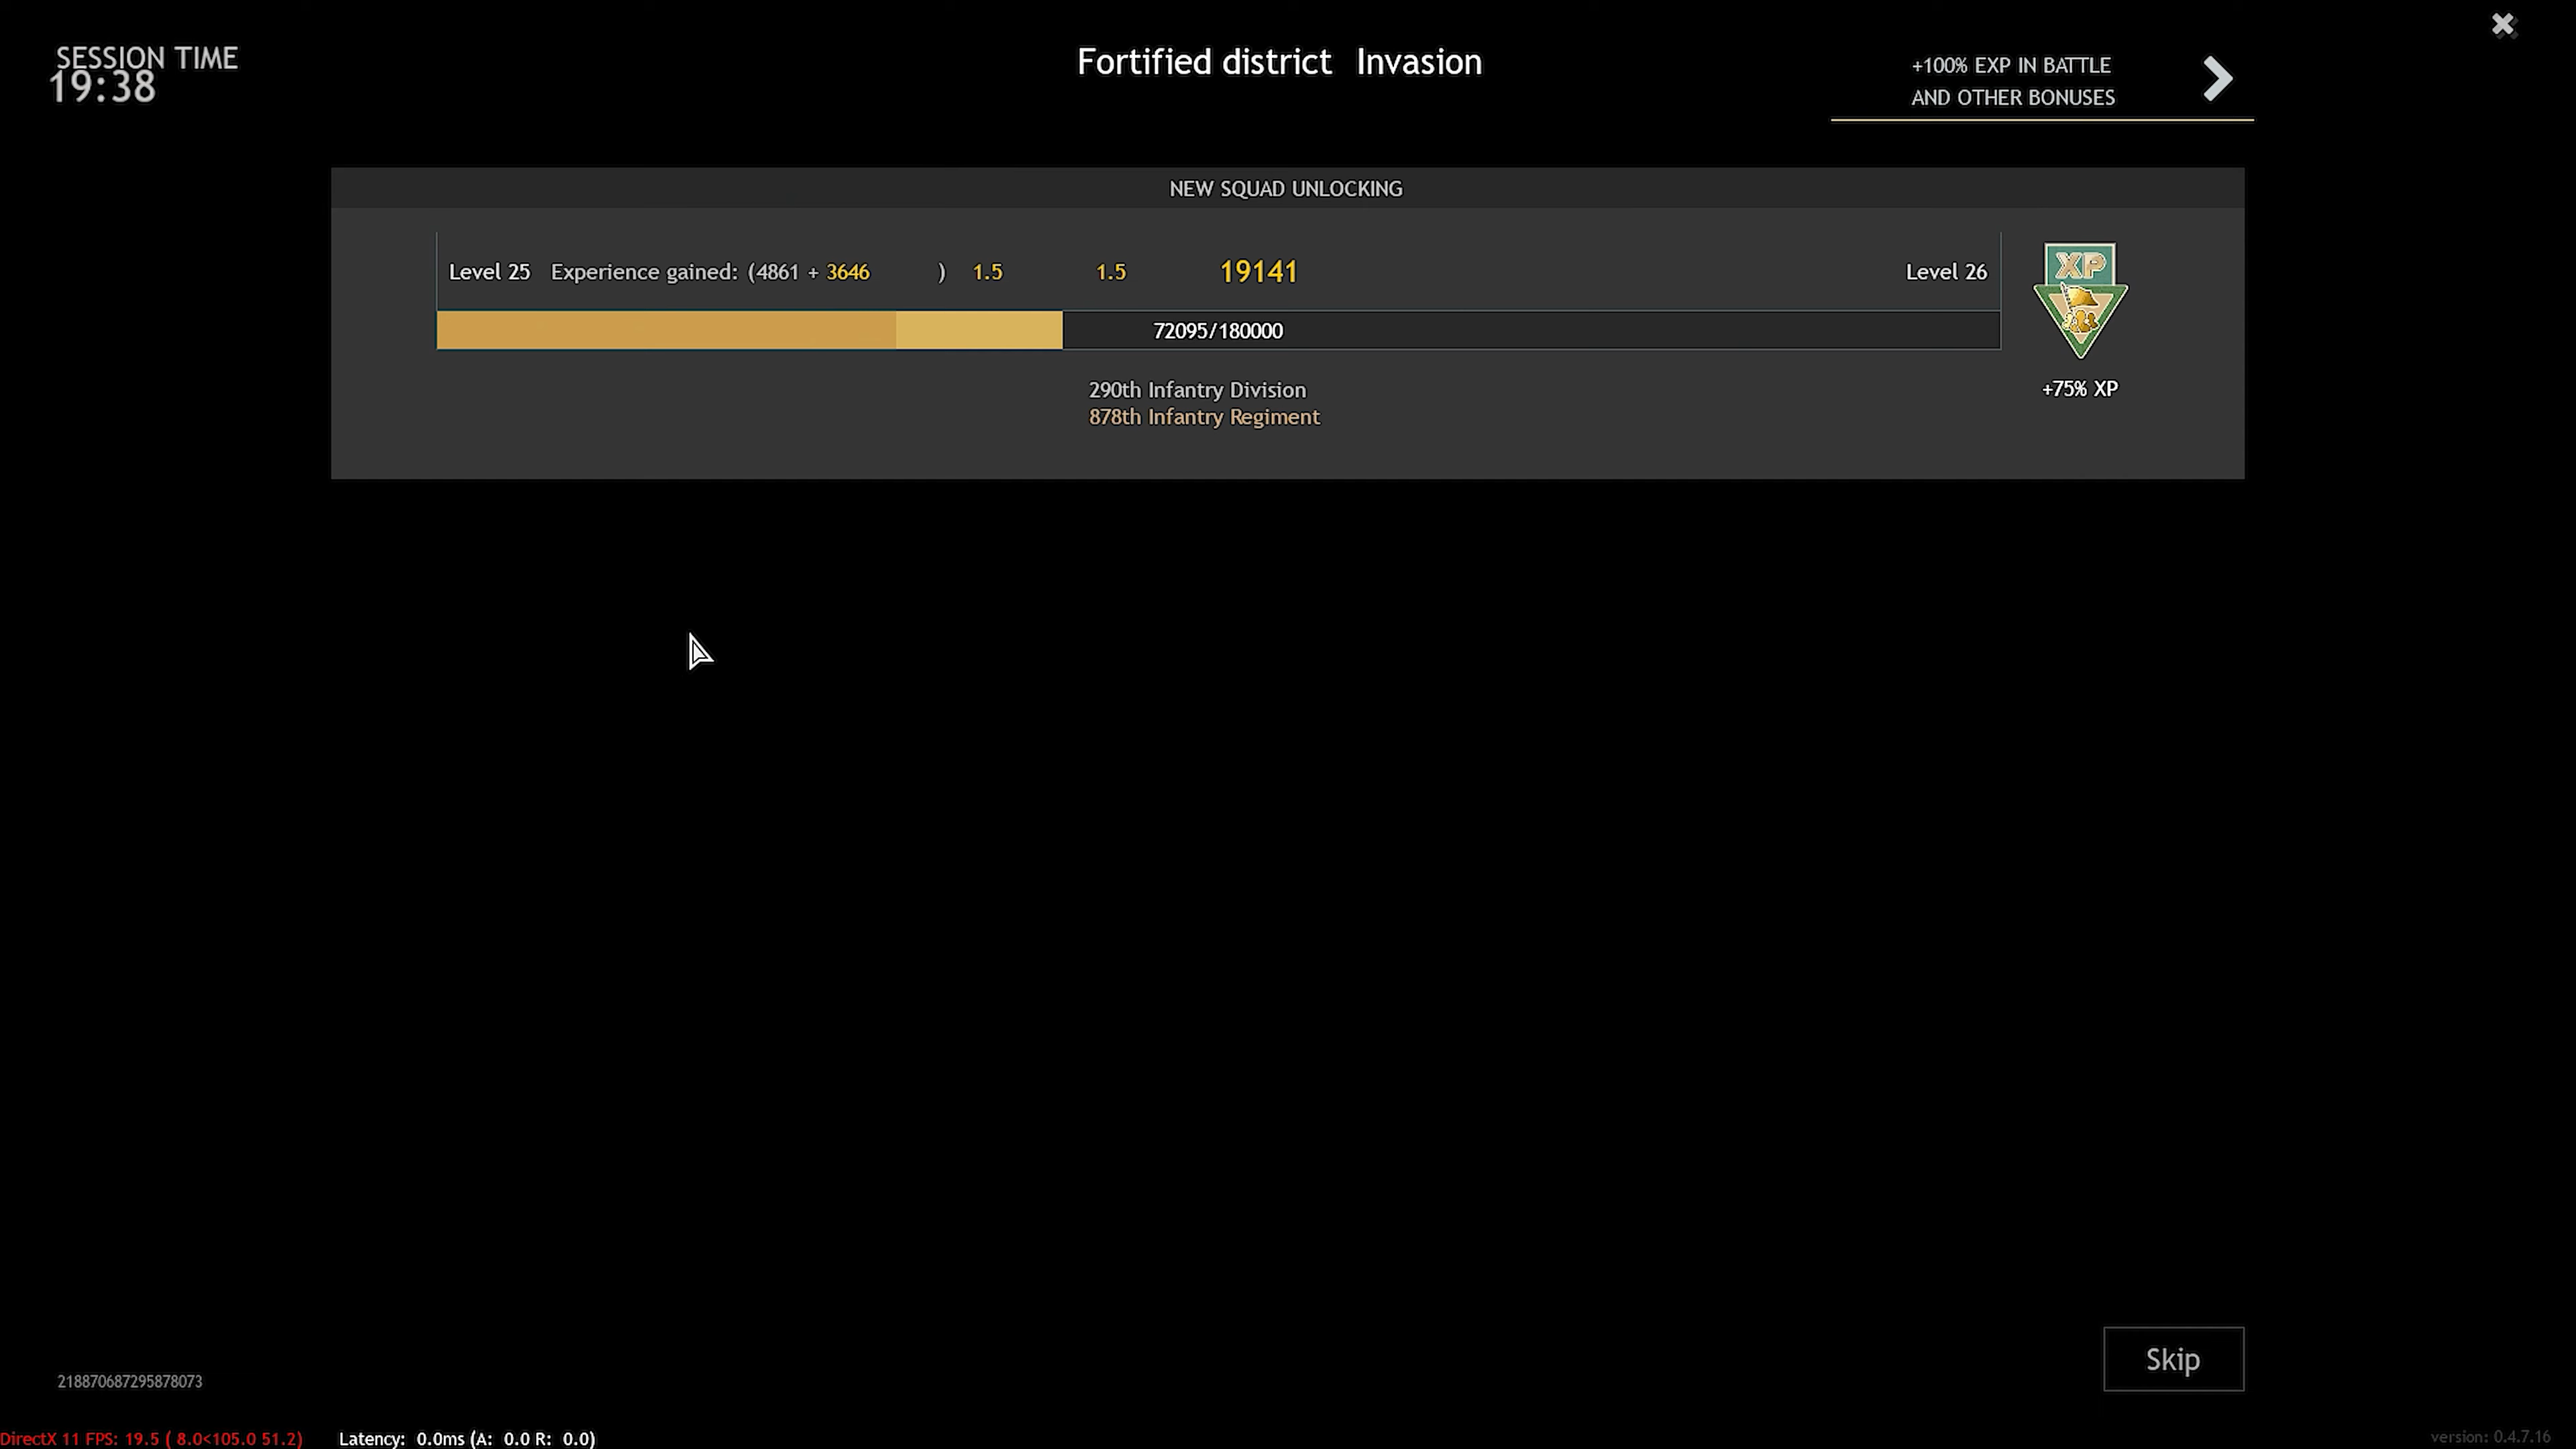 SESSION TIME
19:38
Fortified district Invasion
+100% EXP IN BATTLE
AND OTHER BONUSES
NEW SQUAD UNLOCKING
Level 25 Experience gained: (4861 + 3646 ) 1.5 1.5 19141
Level 26
XP
72095/180000
+75% XP
290th Infantry Division
878th Infantry Regiment
Skip
218870687295878073
DirectX 11 FPS: 19.5 ( 8.0<105.0 51.2) Latency: 0.0ms (A: 0.0 R: 0.0)
version: 0.4.7.16